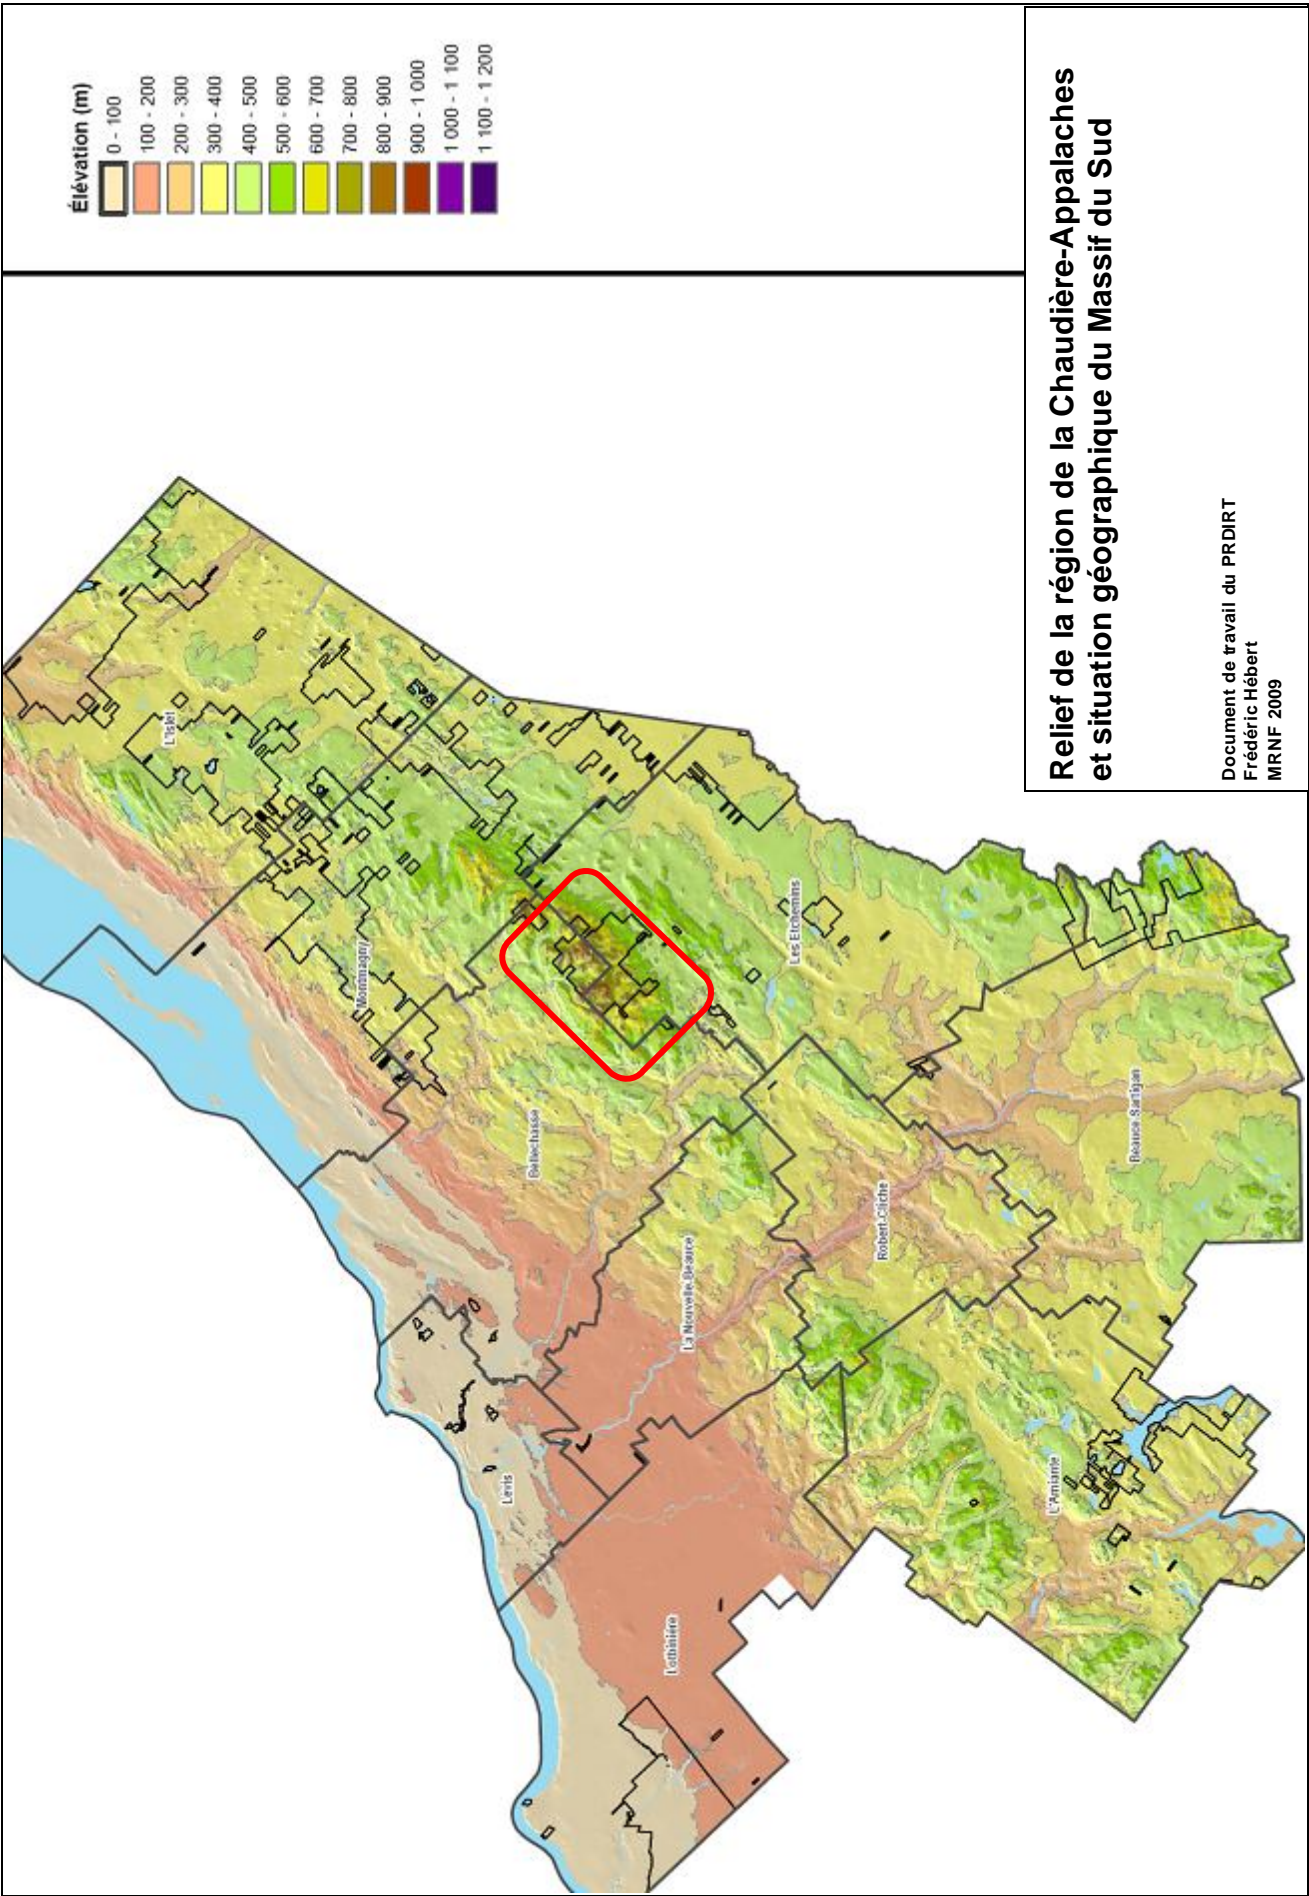 Élévation (m)
0 - 100
100 - 200
200 - 300
300 - 400
400 - 500
500 - 600
600 - 700
700 - 800
800 - 900
900 - 1 000
1 000 - 1 100
1 100 - 1 200
L'Islet
Montmagny
Bellechasse
Les Etchemins
Lévis
La Nouvelle-Beauce
Robert-Cliche
Beauce-Sartigan
Lotbinière
L'Amiante
Relief de la région de la Chaudière-Appalaches
et situation géographique du Massif du Sud
Document de travail du PRDIRT
Frédéric Hébert
MRNF 2009